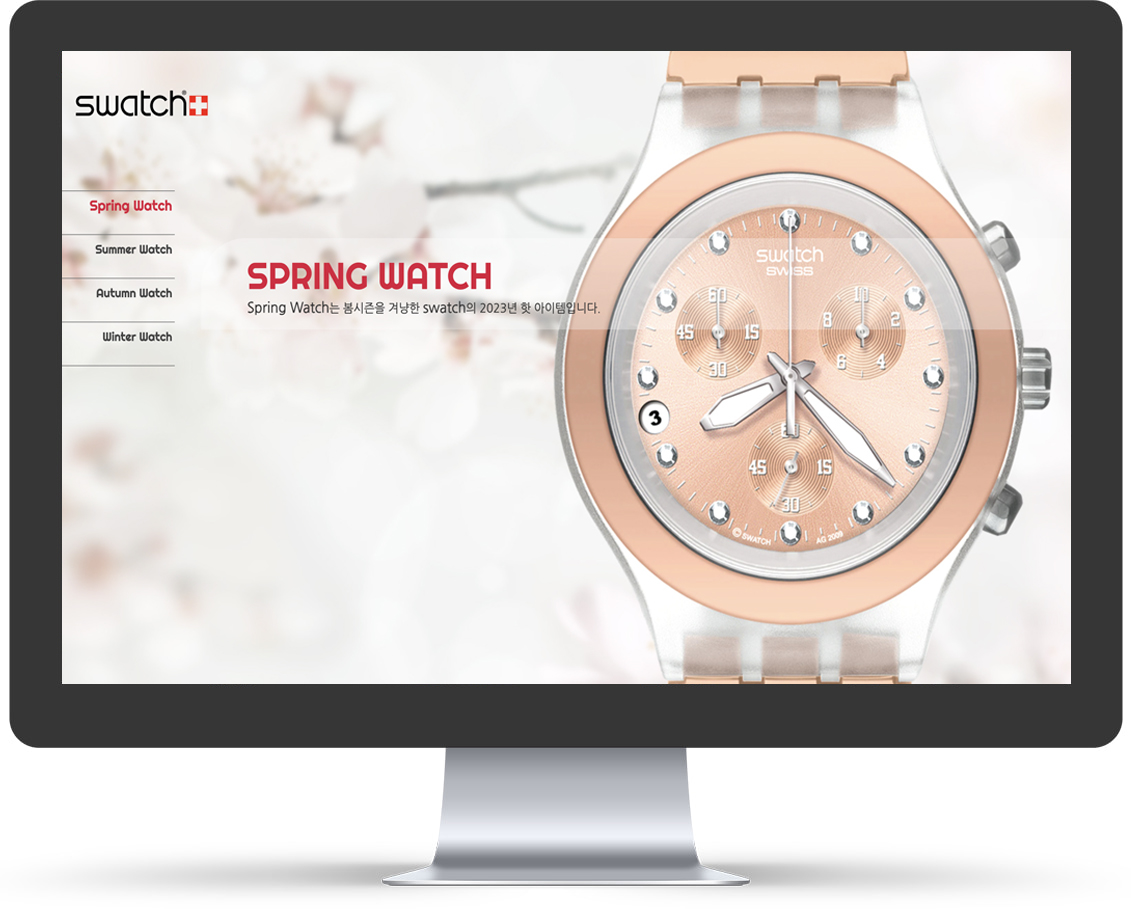 swatch
Spring Watch
Summer Watch
Autumn Watch
Winter Watch
SPRING WATCH
Spring Watch는 봄시즌을 겨냥한 swatch의 2023년 핫 아이템입니다.
swatch
SWISS
60
45 15
30
10
8 2
6 4
3
60
45 15
30
© SWATCH AG 2009